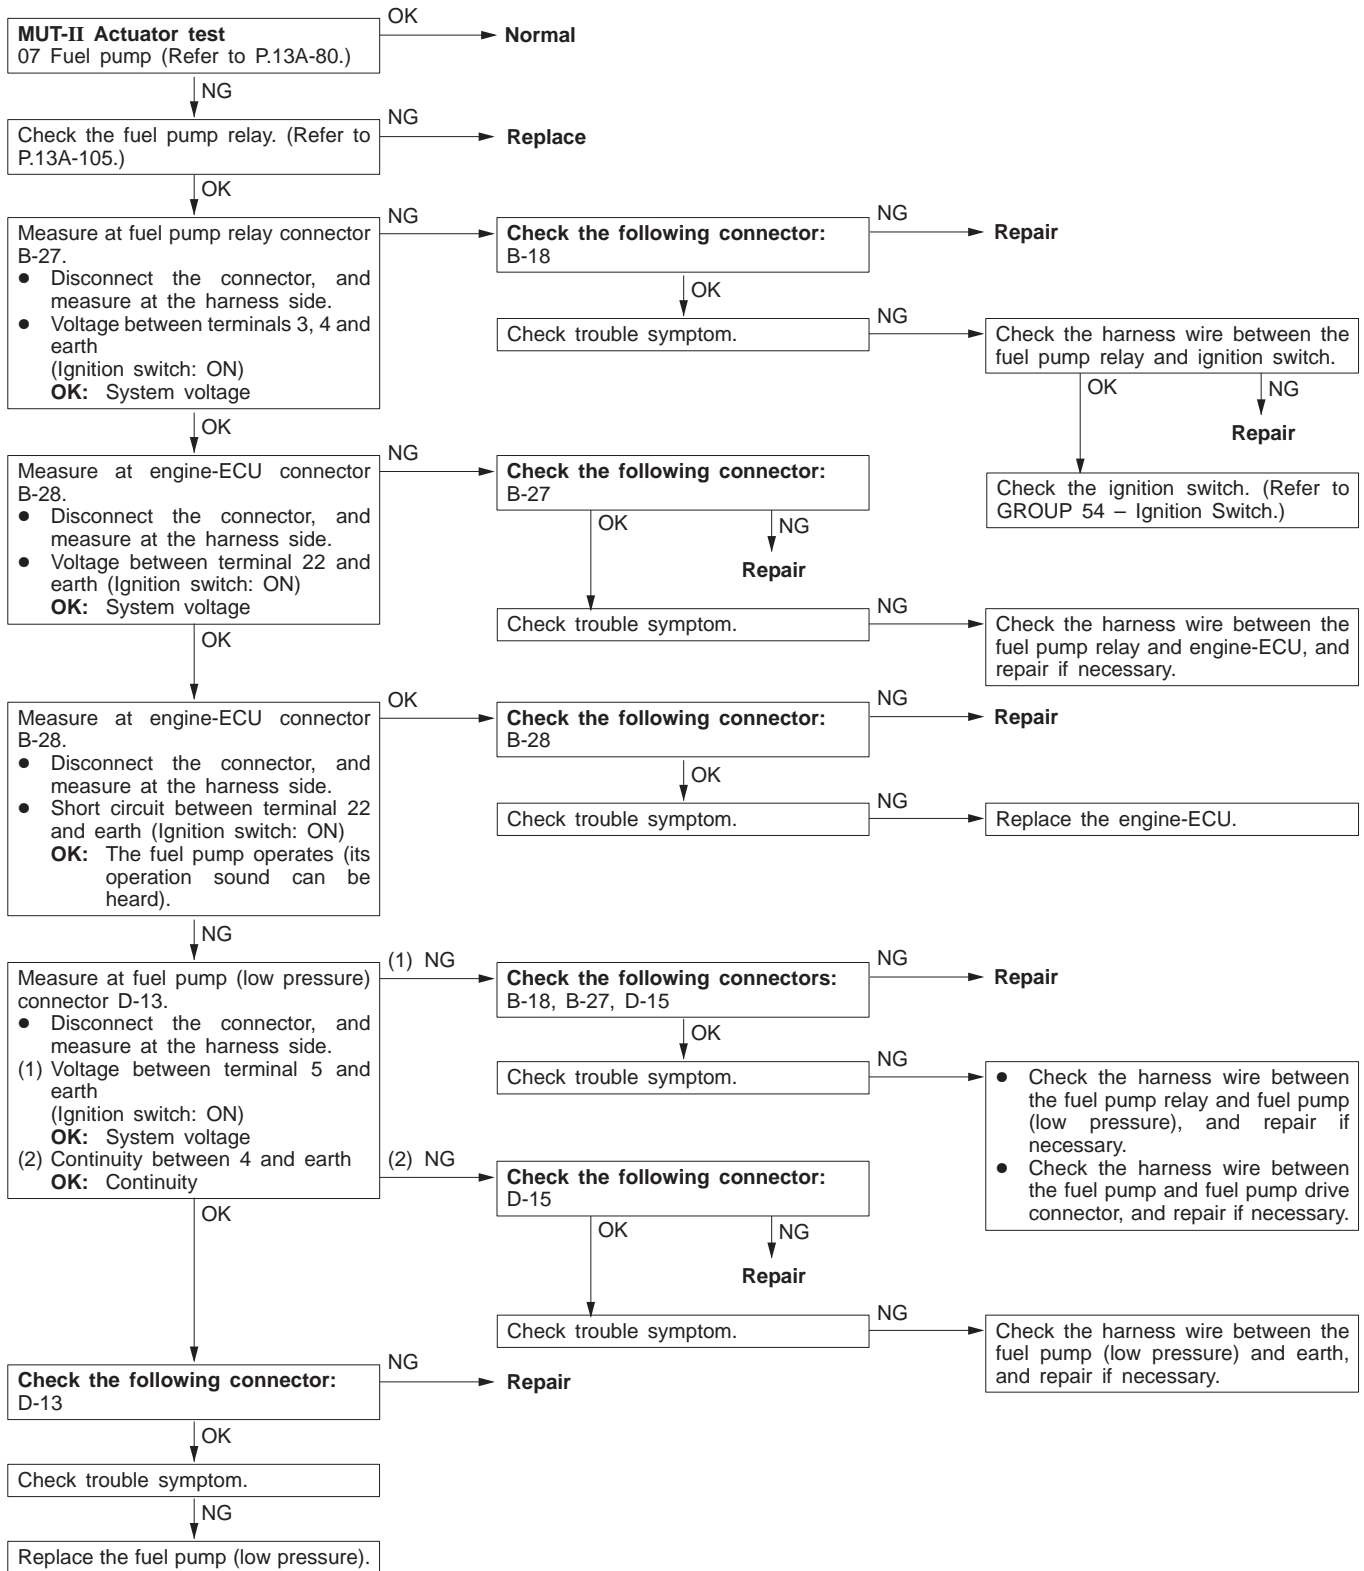 MUT-II Actuator test
07 Fuel pump (Refer to P.13A-80.)
OK
Normal
NG
Check the fuel pump relay. (Refer to
P.13A-105.)
NG
Replace
OK
Measure at fuel pump relay connector
B-27.
● Disconnect the connector, and
measure at the harness side.
● Voltage between terminals 3, 4 and
earth
(Ignition switch: ON)
OK: System voltage
NG
Check the following connector:
B-18
NG
Repair
OK
Check trouble symptom.
NG
Check the harness wire between the
fuel pump relay and ignition switch.
OK
NG
Repair
Check the ignition switch. (Refer to
GROUP 54 – Ignition Switch.)
OK
Measure at engine-ECU connector
B-28.
● Disconnect the connector, and
measure at the harness side.
● Voltage between terminal 22 and
earth (Ignition switch: ON)
OK: System voltage
NG
Check the following connector:
B-27
OK
NG
Repair
Check trouble symptom.
NG
Check the harness wire between the
fuel pump relay and engine-ECU, and
repair if necessary.
OK
Measure at engine-ECU connector
B-28.
● Disconnect the connector, and
measure at the harness side.
● Short circuit between terminal 22
and earth (Ignition switch: ON)
OK: The fuel pump operates (its
operation sound can be
heard).
OK
Check the following connector:
B-28
NG
Repair
OK
Check trouble symptom.
NG
Replace the engine-ECU.
NG
Measure at fuel pump (low pressure)
connector D-13.
● Disconnect the connector, and
measure at the harness side.
(1) Voltage between terminal 5 and
earth
(Ignition switch: ON)
OK: System voltage
(2) Continuity between 4 and earth
OK: Continuity
(1) NG
Check the following connectors:
B-18, B-27, D-15
NG
Repair
OK
Check trouble symptom.
NG
● Check the harness wire between
the fuel pump relay and fuel pump
(low pressure), and repair if
necessary.
● Check the harness wire between
the fuel pump and fuel pump drive
connector, and repair if necessary.
(2) NG
Check the following connector:
D-15
OK
NG
Repair
Check trouble symptom.
NG
Check the harness wire between the
fuel pump (low pressure) and earth,
and repair if necessary.
OK
Check the following connector:
D-13
NG
Repair
OK
Check trouble symptom.
NG
Replace the fuel pump (low pressure).